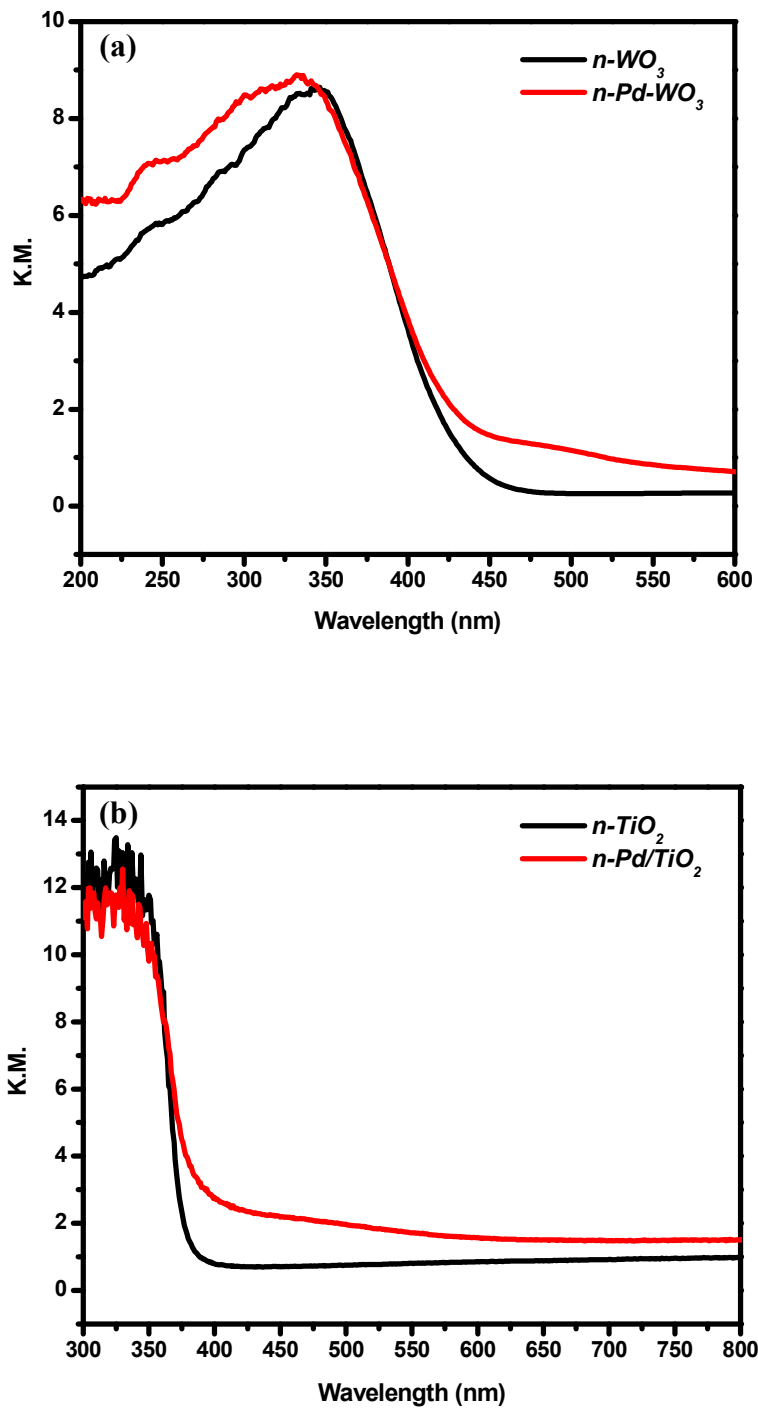 (a)
n-WO₃
n-Pd-WO₃
10
8
6
4
2
0
K.M.
200 250 300 350 400 450 500 550 600
Wavelength (nm)
(b)
n-TiO₂
n-Pd/TiO₂
14
12
10
8
6
4
2
0
K.M.
300 350 400 450 500 550 600 650 700 750 800
Wavelength (nm)